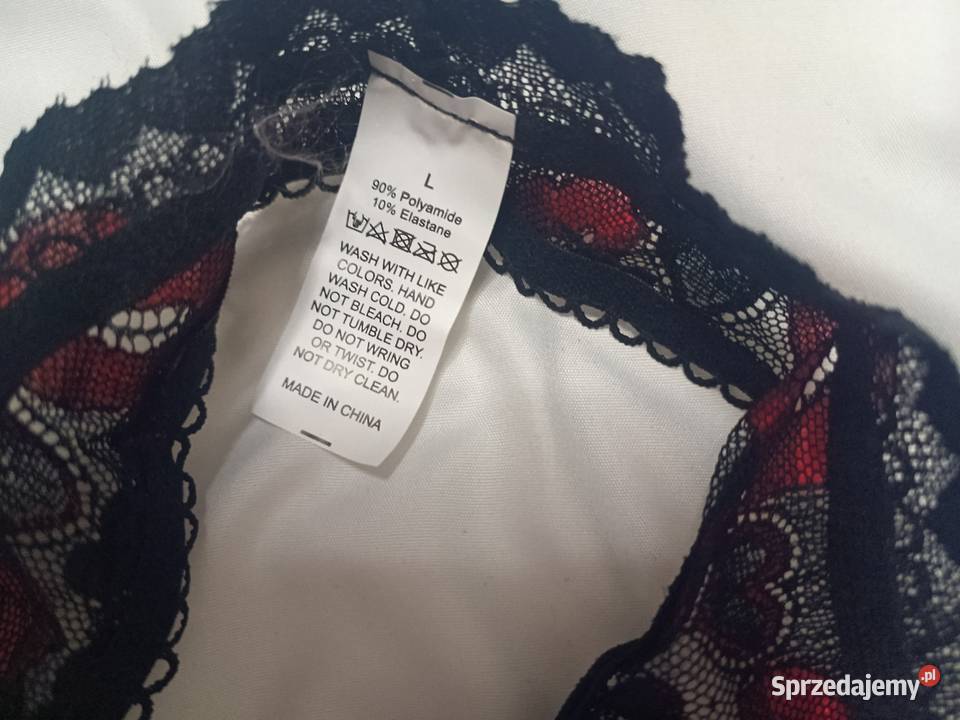 L
90% Polyamide
10% Elastane
WASH WITH LIKE
COLORS. HAND
WASH COLD. DO
NOT BLEACH. DO
NOT TUMBLE DRY.
DO NOT WRING
OR TWIST. DO
NOT DRY CLEAN.
MADE IN CHINA
Sprzedajemy.pl